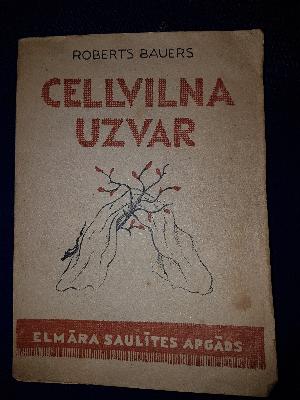 ROBERTS BAUERS
CELLVILNA
UZVAR
ELMĀRA SAULĪTES APGĀDS